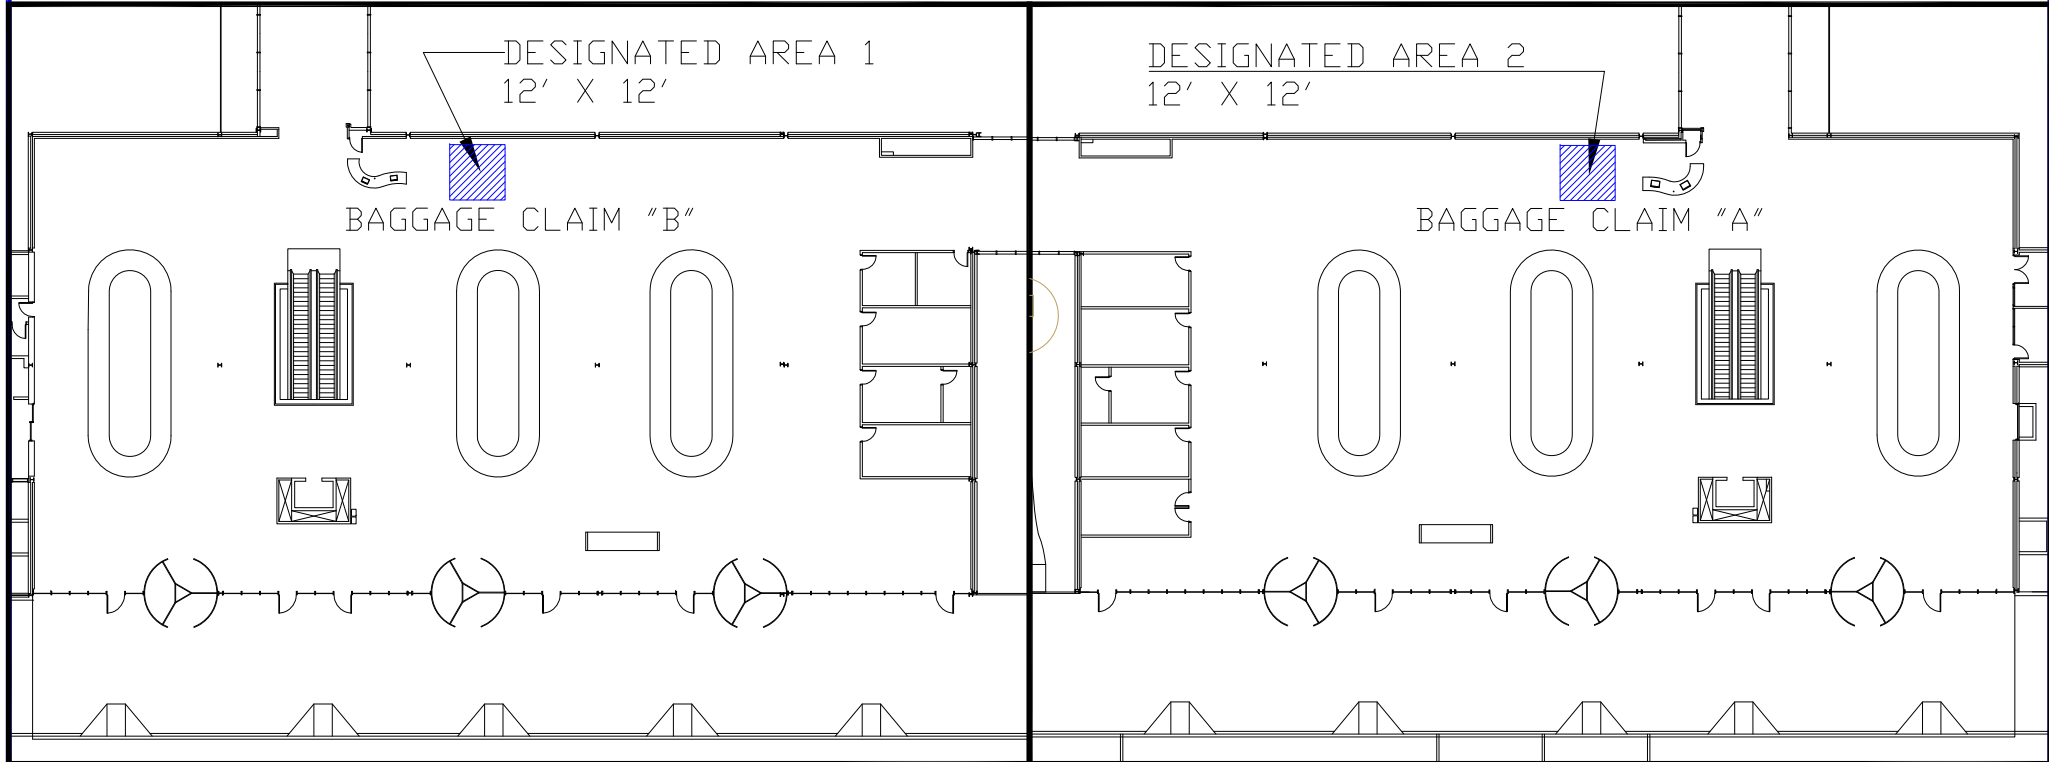 DESIGNATED AREA 1
12' X 12'
DESIGNATED AREA 2
12' X 12'
BAGGAGE CLAIM "B"
BAGGAGE CLAIM "A"